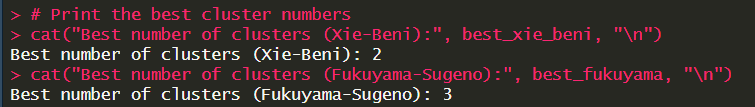 > # Print the best cluster numbers
> cat("Best number of clusters (Xie-Beni):", best_xie_beni, "\n")
Best number of clusters (Xie-Beni): 2
> cat("Best number of clusters (Fukuyama-Sugeno):", best_fukuyama, "\n")
Best number of clusters (Fukuyama-Sugeno): 3